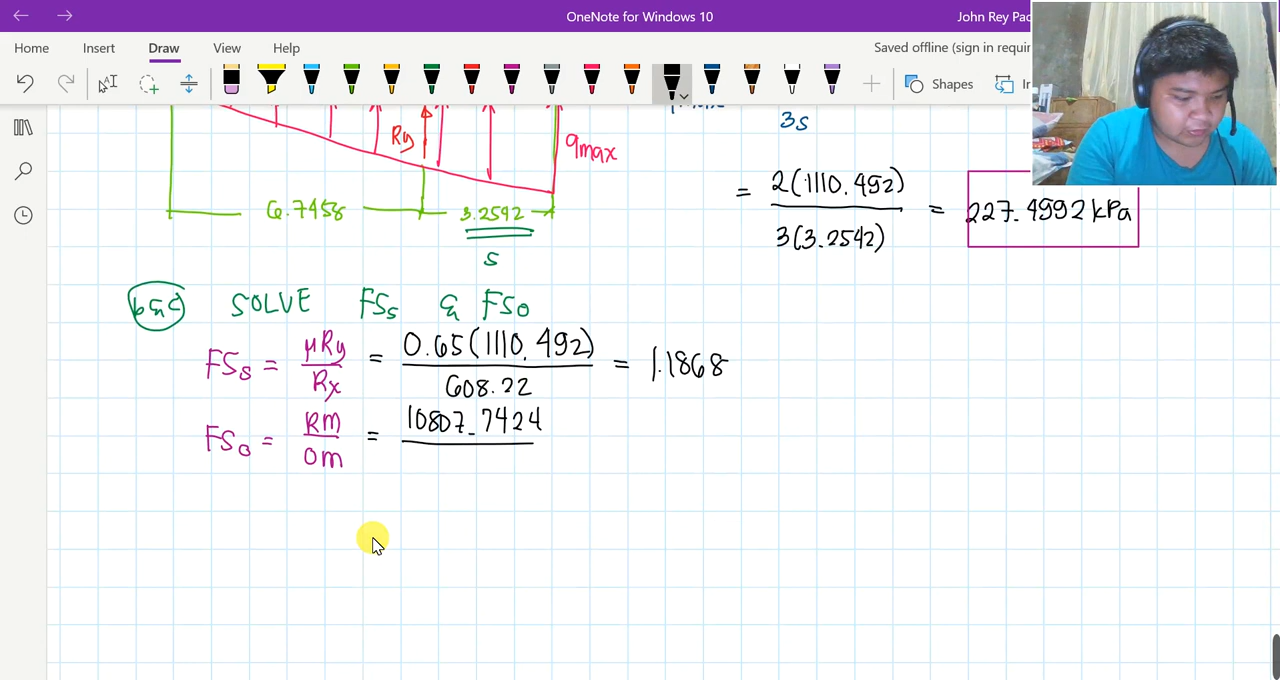 OneNote for Windows 10
John Rey Pac
Home Insert Draw View Help
Saved offline (sign in requir
Shapes
Ry
qmax
3s
6.7458
3.2592
S
= 2(1110.492) / 3(3.2542) = 227.4992 kPa
b&c SOLVE FSs & FSo
FSs = μRy / Rx = 0.65(1110.492) / 608.22 = 1.1868
FSo = RM / OM = 10807.7424